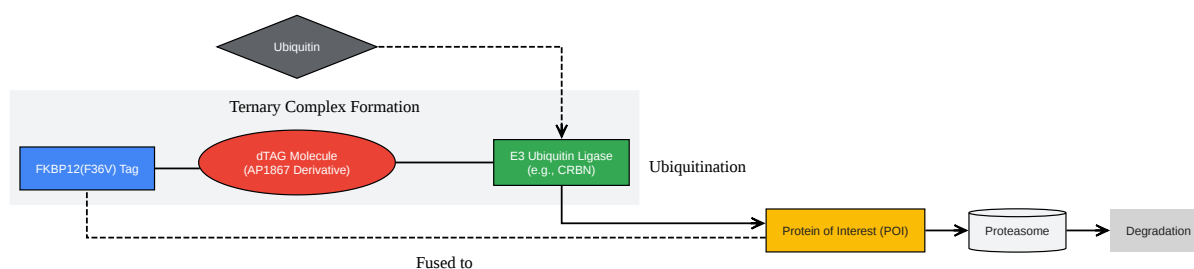 Ubiquitin
Ternary Complex Formation
FKBP12(F36V) Tag
dTAG Molecule
(AP1867 Derivative)
E3 Ubiquitin Ligase
(e.g., CRBN)
Ubiquitination
Protein of Interest (POI)
Proteasome
Degradation
Fused to